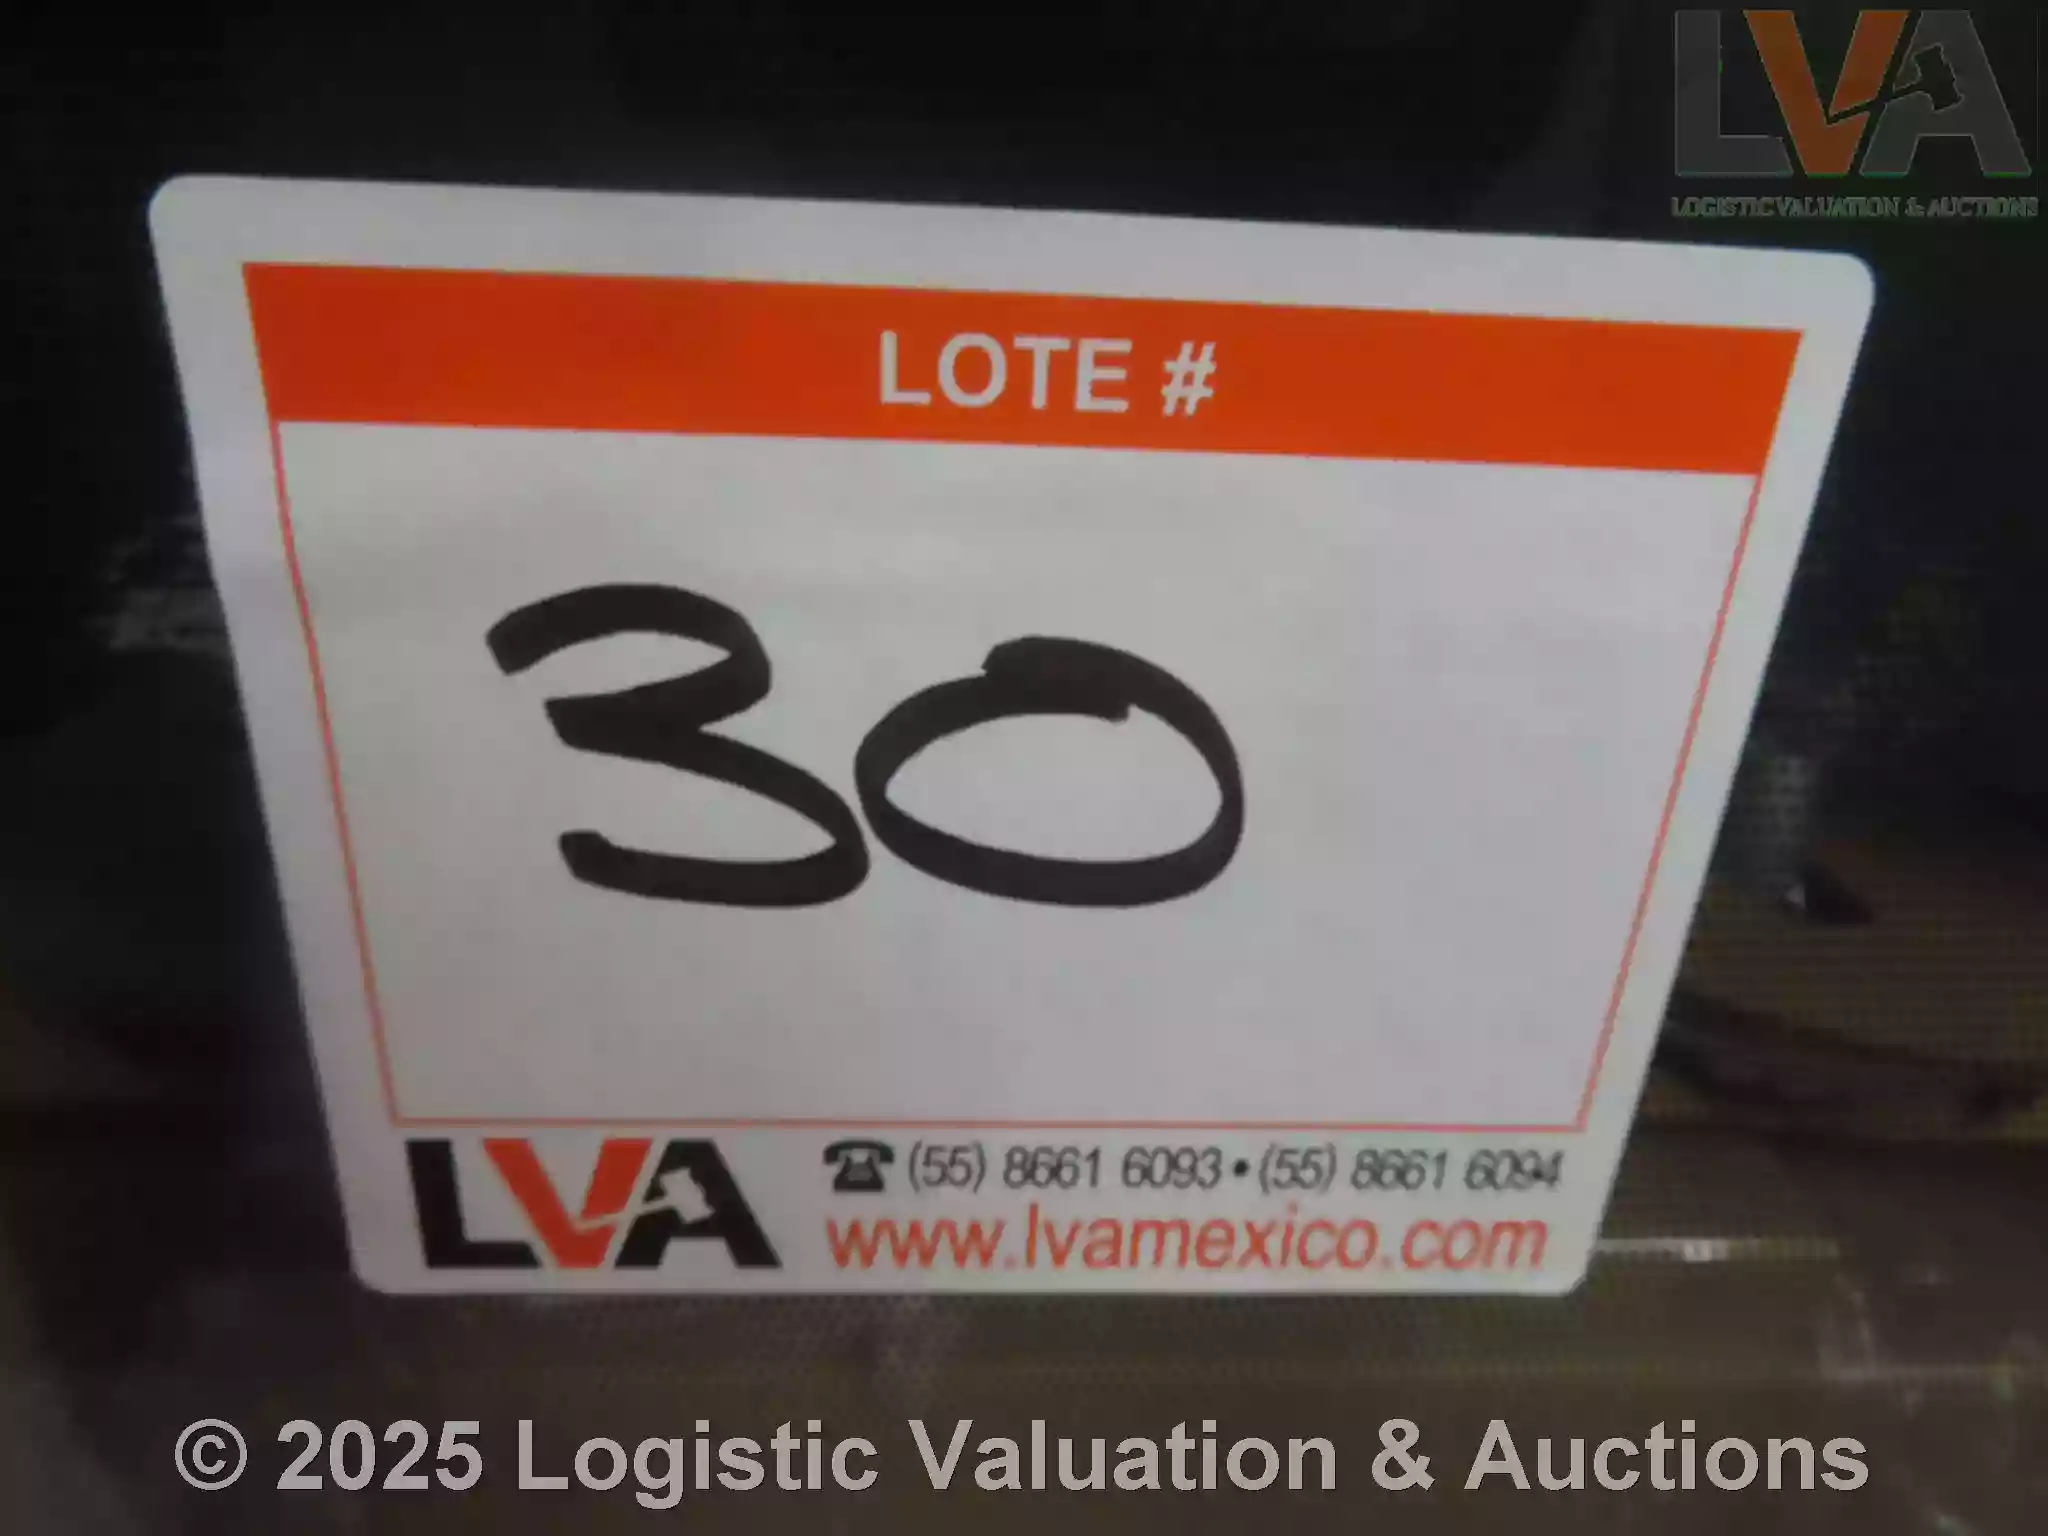 LVA
LOGISTIC VALUATION & AUCTIONS
LOTE #
30
LVA
(55) 8661 6093 • (55) 8661 6094
www.lvamexico.com
© 2025 Logistic Valuation & Auctions